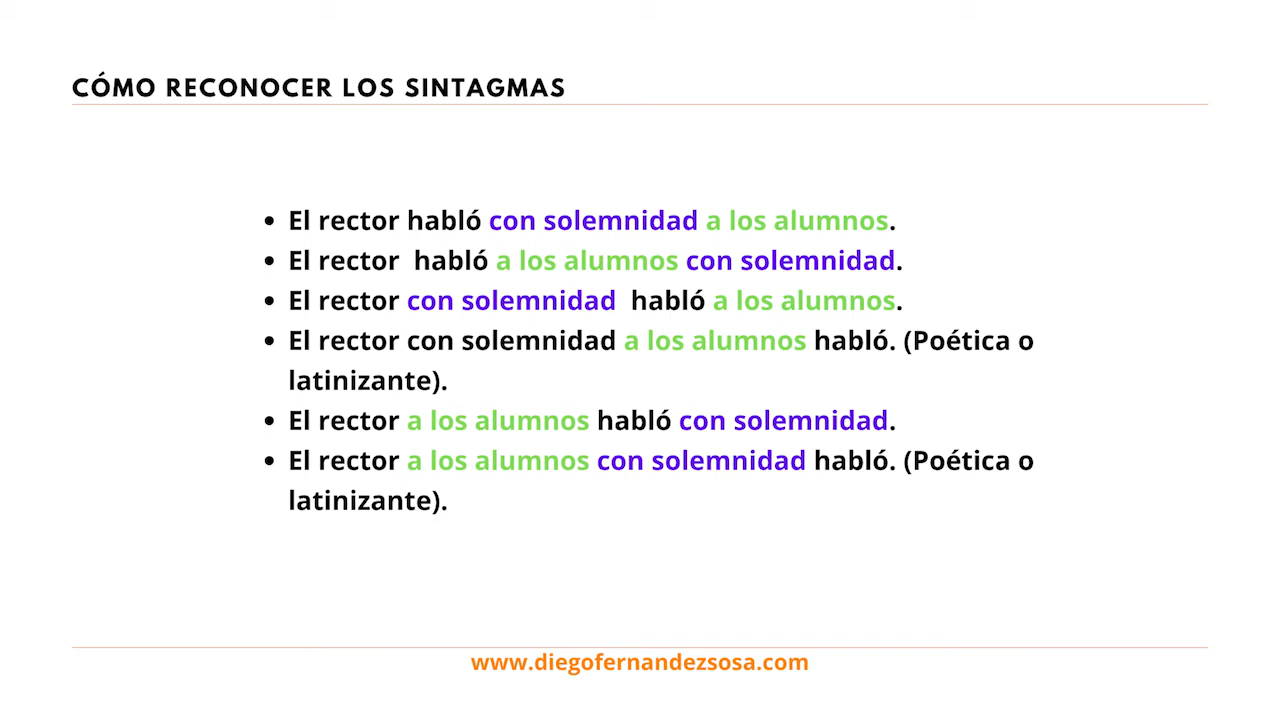 CÓMO RECONOCER LOS SINTAGMAS
• El rector habló con solemnidad a los alumnos.
• El rector  habló a los alumnos con solemnidad.
• El rector con solemnidad  habló a los alumnos.
• El rector con solemnidad a los alumnos habló. (Poética o
latinizante).
• El rector a los alumnos habló con solemnidad.
• El rector a los alumnos con solemnidad habló. (Poética o
latinizante).
www.diegofernandezsosa.com